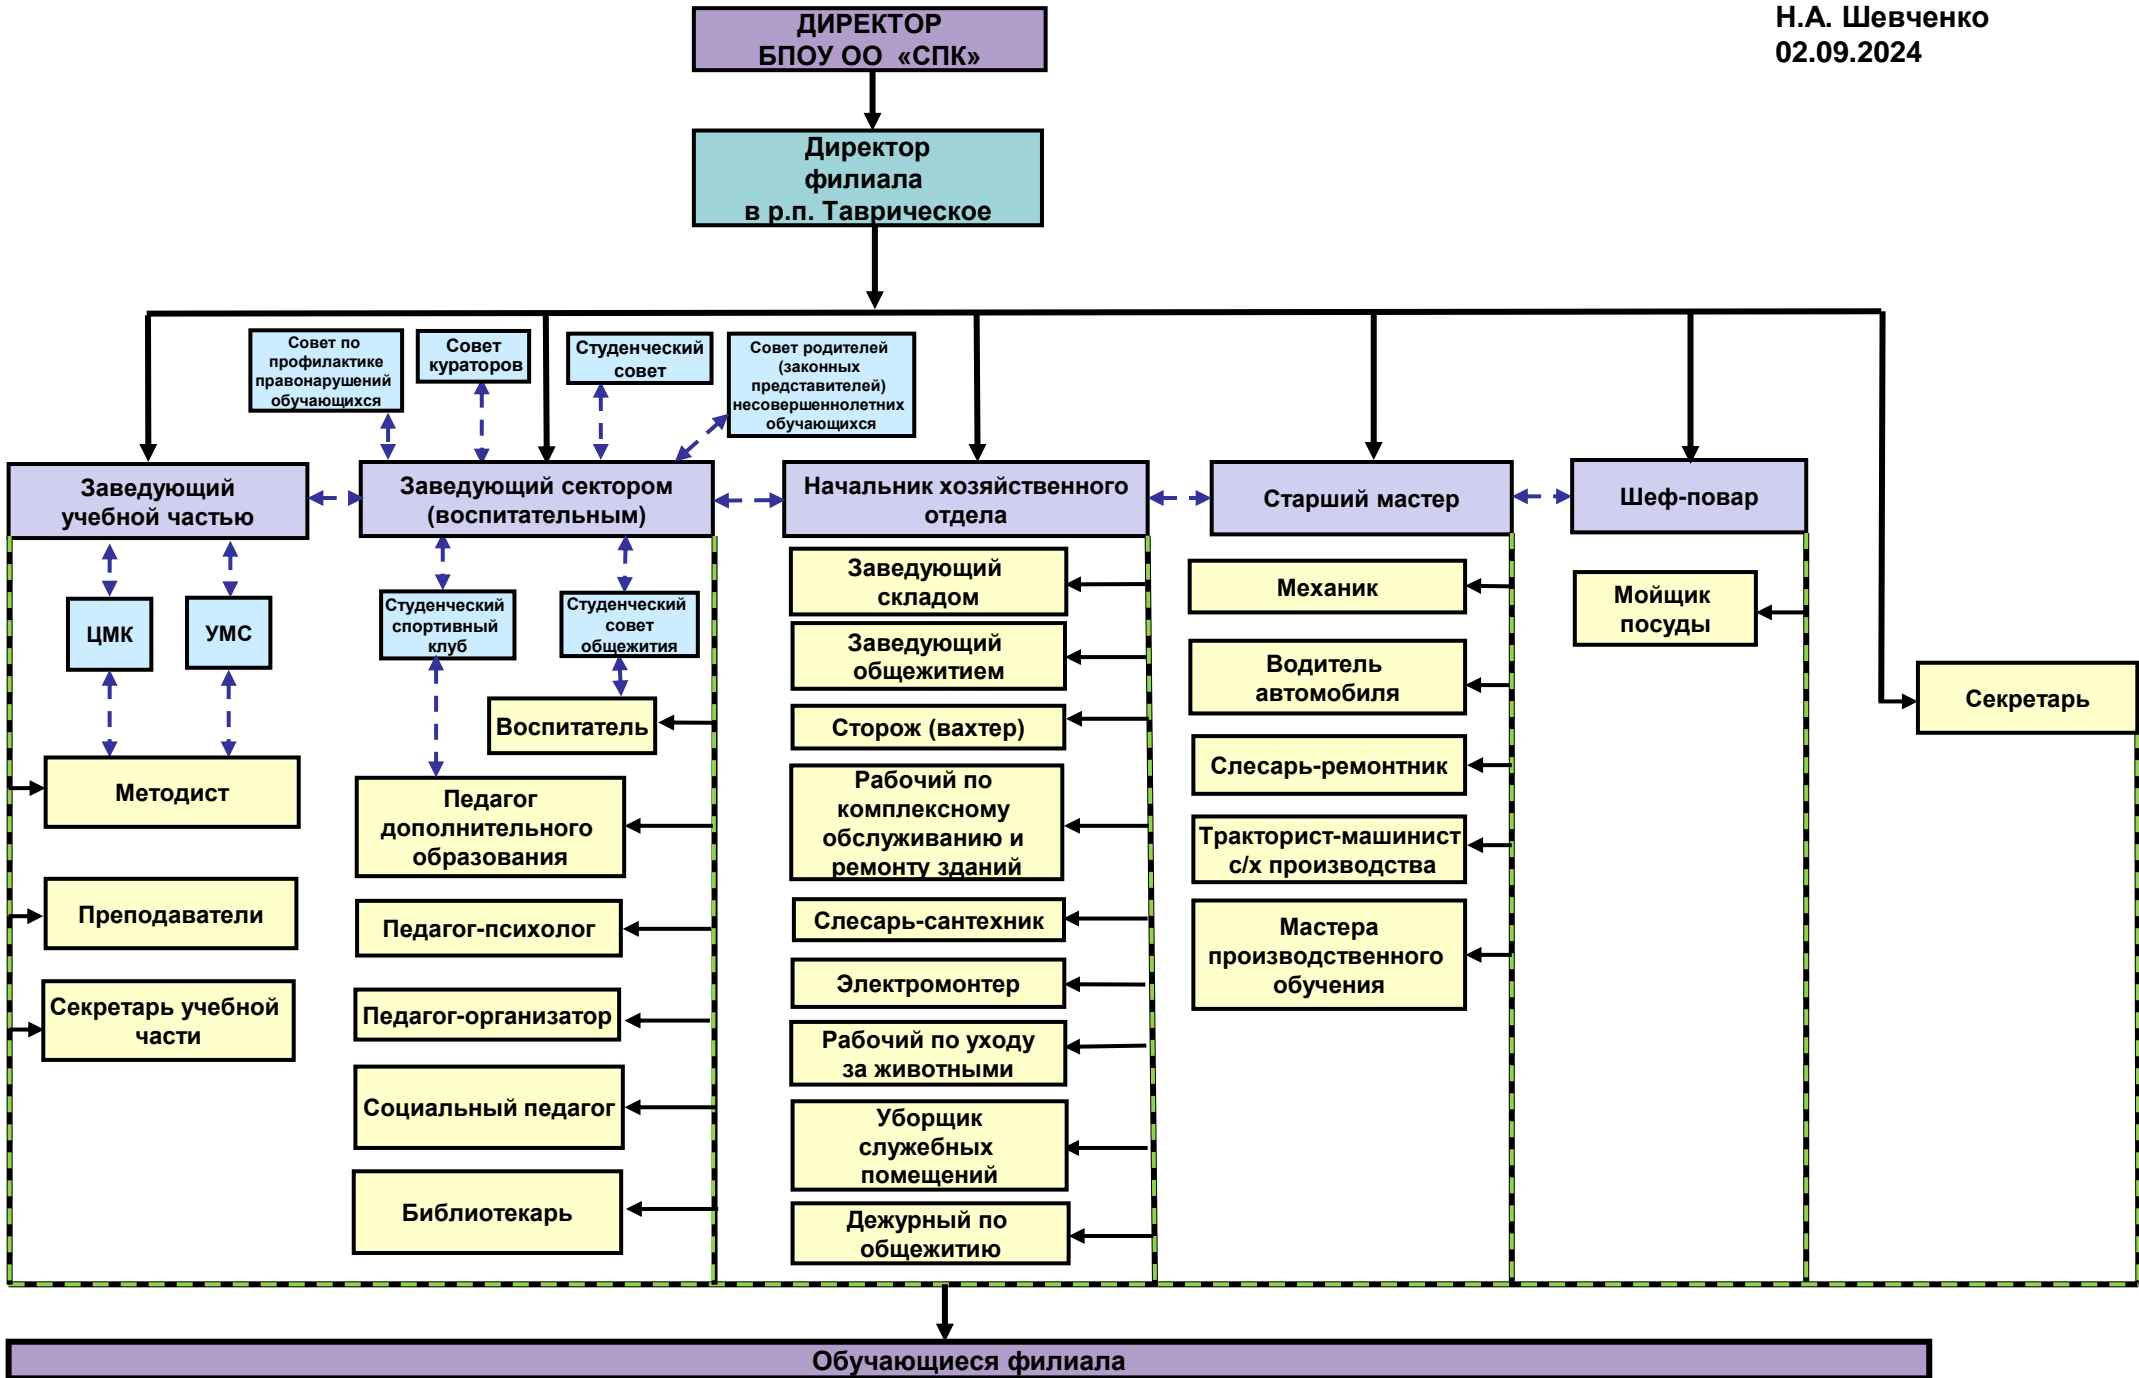 Н.А. Шевченко
02.09.2024
ДИРЕКТОР
БПОУ ОО «СПК»
Директор
филиала
в р.п. Таврическое
Совет по
профилактике
правонарушений
обучающихся
Совет
кураторов
Студенческий
совет
Совет родителей
(законных
представителей)
несовершеннолетних
обучающихся
Заведующий
учебной частью
Заведующий сектором
(воспитательным)
Начальник хозяйственного
отдела
Старший мастер
Шеф-повар
ЦМК
УМС
Методист
Преподаватели
Секретарь учебной
части
Студенческий
спортивный
клуб
Студенческий
совет
общежития
Воспитатель
Педагог
дополнительного
образования
Педагог-психолог
Педагог-организатор
Социальный педагог
Библиотекарь
Заведующий
складом
Заведующий
общежитием
Сторож (вахтер)
Рабочий по
комплексному
обслуживанию и
ремонту зданий
Слесарь-сантехник
Электромонтер
Рабочий по уходу
за животными
Уборщик
служебных
помещений
Дежурный по
общежитию
Механик
Водитель
автомобиля
Слесарь-ремонтник
Тракторист-машинист
с/х производства
Мастера
производственного
обучения
Мойщик
посуды
Секретарь
Обучающиеся филиала